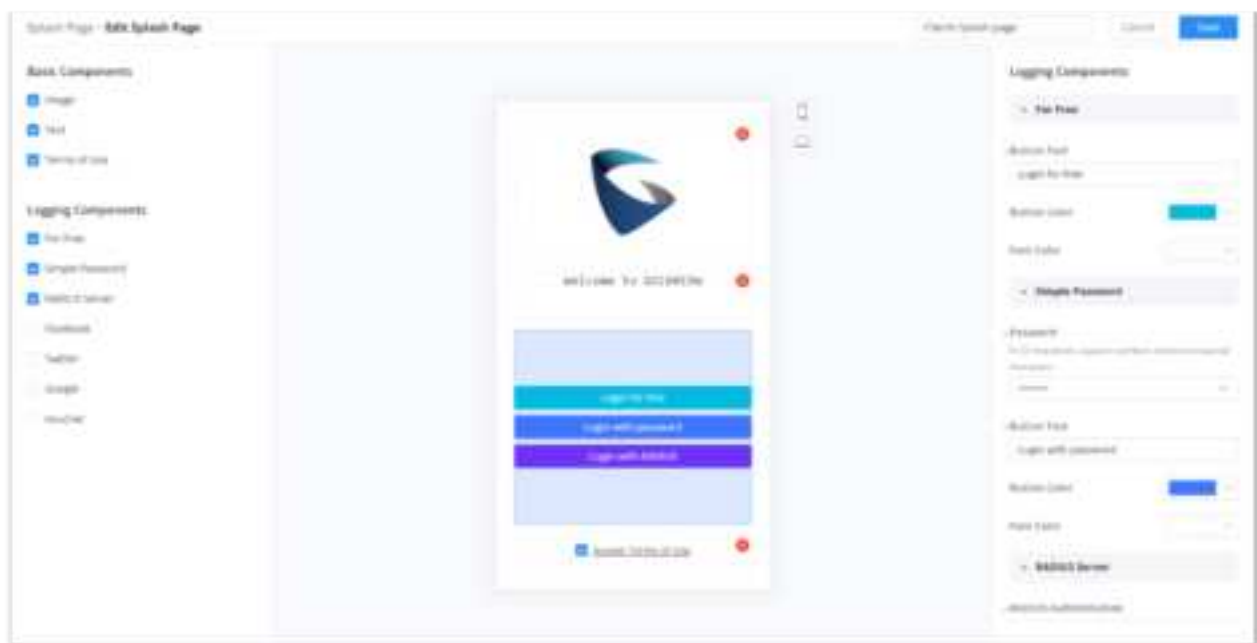 Splash Page / Edit Splash Page
Cancel
Save
Basic Components
Image
Text
Terms of Use
Logging Components
For Free
Simple Password
RADIUS Server
Facebook
Twitter
Google
Voucher
Welcome to
Login for free
Login with password
Login with RADIUS
Accept Terms of Use
Logging Components
For Free
Button Text
Login for free
Button Color
Font Color
Simple Password
Password
Button Text
Login with password
Button Color
Font Color
RADIUS Server